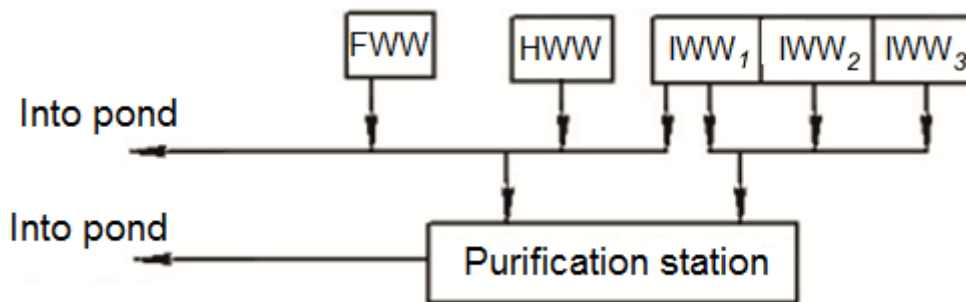 FWW
HWW
IWW1
IWW2
IWW3
Into pond
Into pond
Purification station